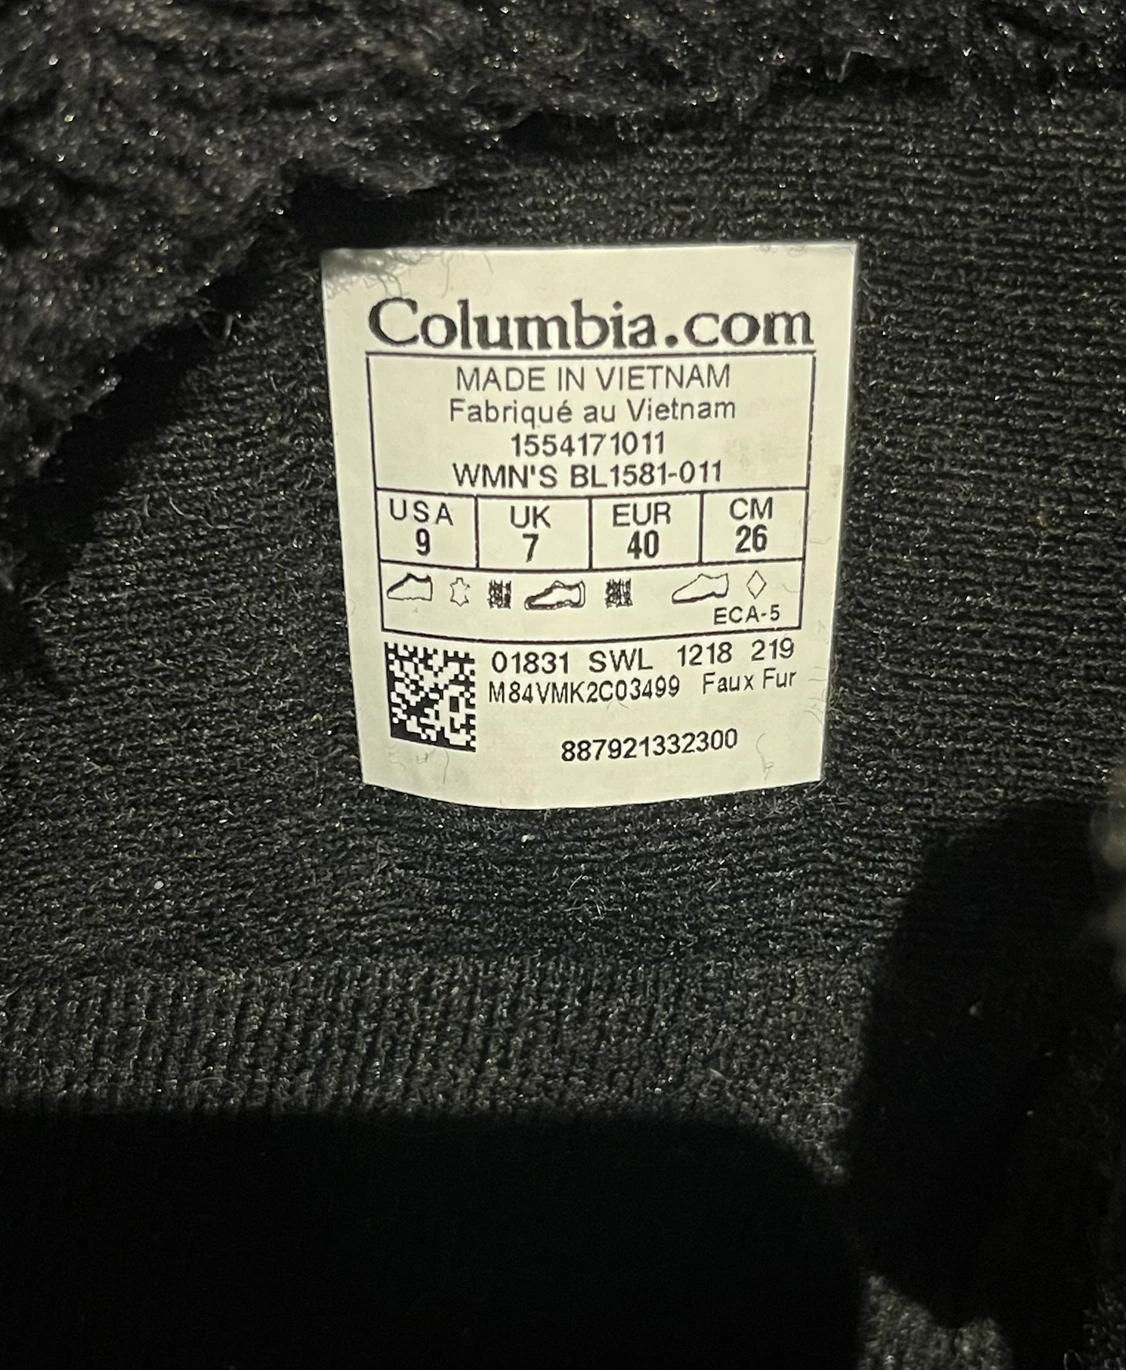 Columbia.com
MADE IN VIETNAM
Fabriqué au Vietnam
1554171011
WMN'S BL1581-011
USA UK EUR CM
9 7 40 26
ECA-5
01831 SWL 1218 219
M84VMK2C03499 Faux Fur
887921332300